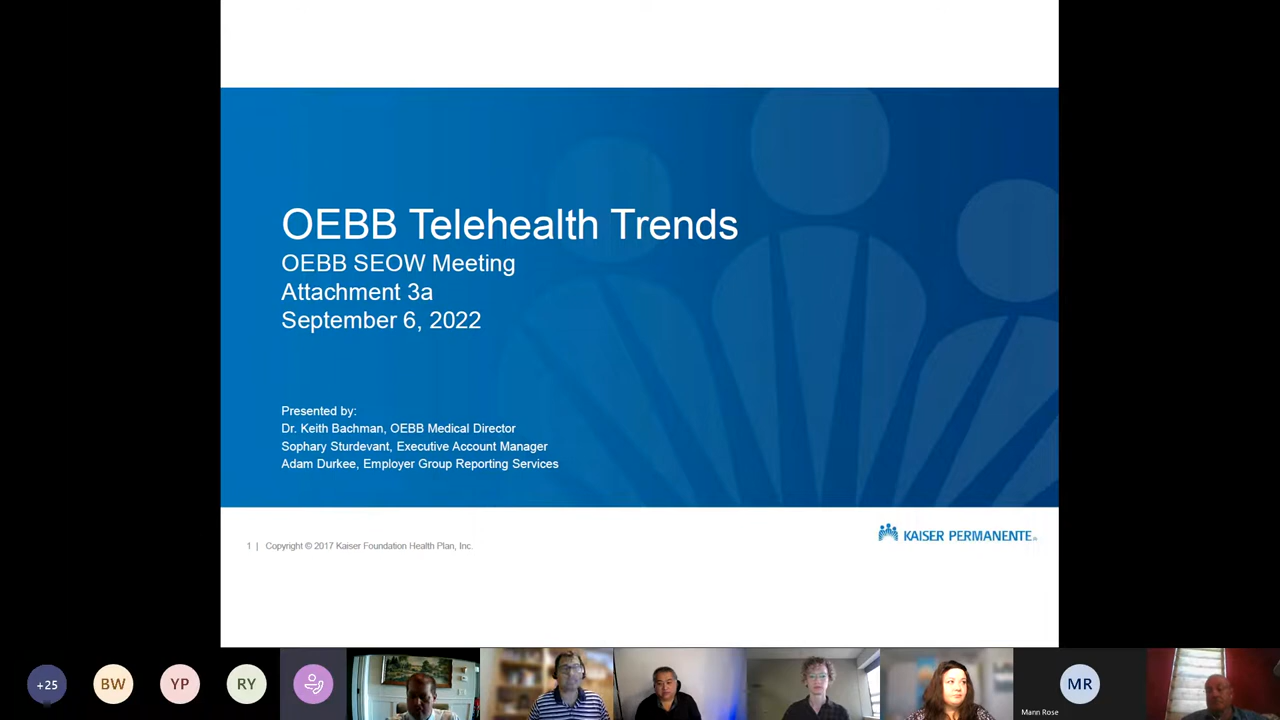 OEBB Telehealth Trends
OEBB SEOW Meeting
Attachment 3a
September 6, 2022
Presented by:
Dr. Keith Bachman, OEBB Medical Director
Sophary Sturdevant, Executive Account Manager
Adam Durkee, Employer Group Reporting Services
1 | Copyright © 2017 Kaiser Foundation Health Plan, Inc.
KAISER PERMANENTE
+25
BW
YP
RY
MR
Mann Rose